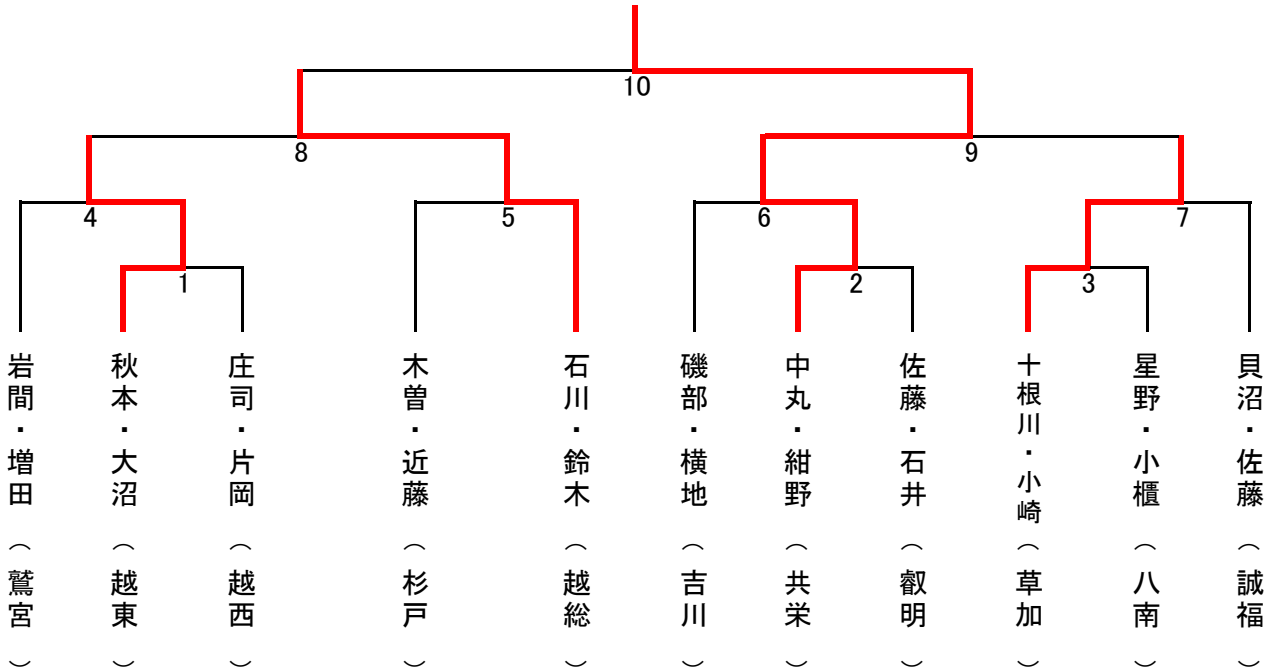 10
8
9
4
5
6
7
1
2
3
岩間・増田（鷲宮）
秋本・大沼（越東）
庄司・片岡（越西）
木曽・近藤（杉戸）
石川・鈴木（越総）
磯部・横地（吉川）
中丸・紺野（共栄）
佐藤・石井（叡明）
十根川・小崎（草加）
星野・小櫃（八南）
貝沼・佐藤（誠福）